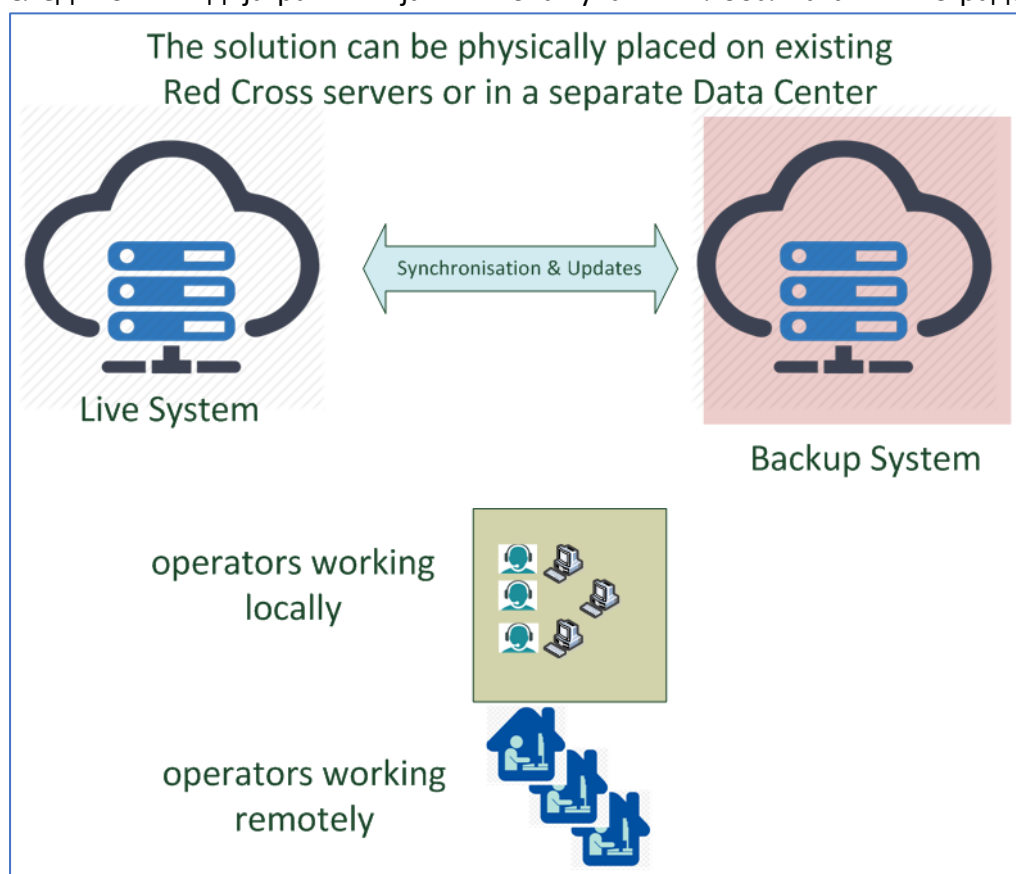 The solution can be physically placed on existing
Red Cross servers or in a separate Data Center
Synchronisation & Updates
Live System
Backup System
operators working
locally
operators working
remotely